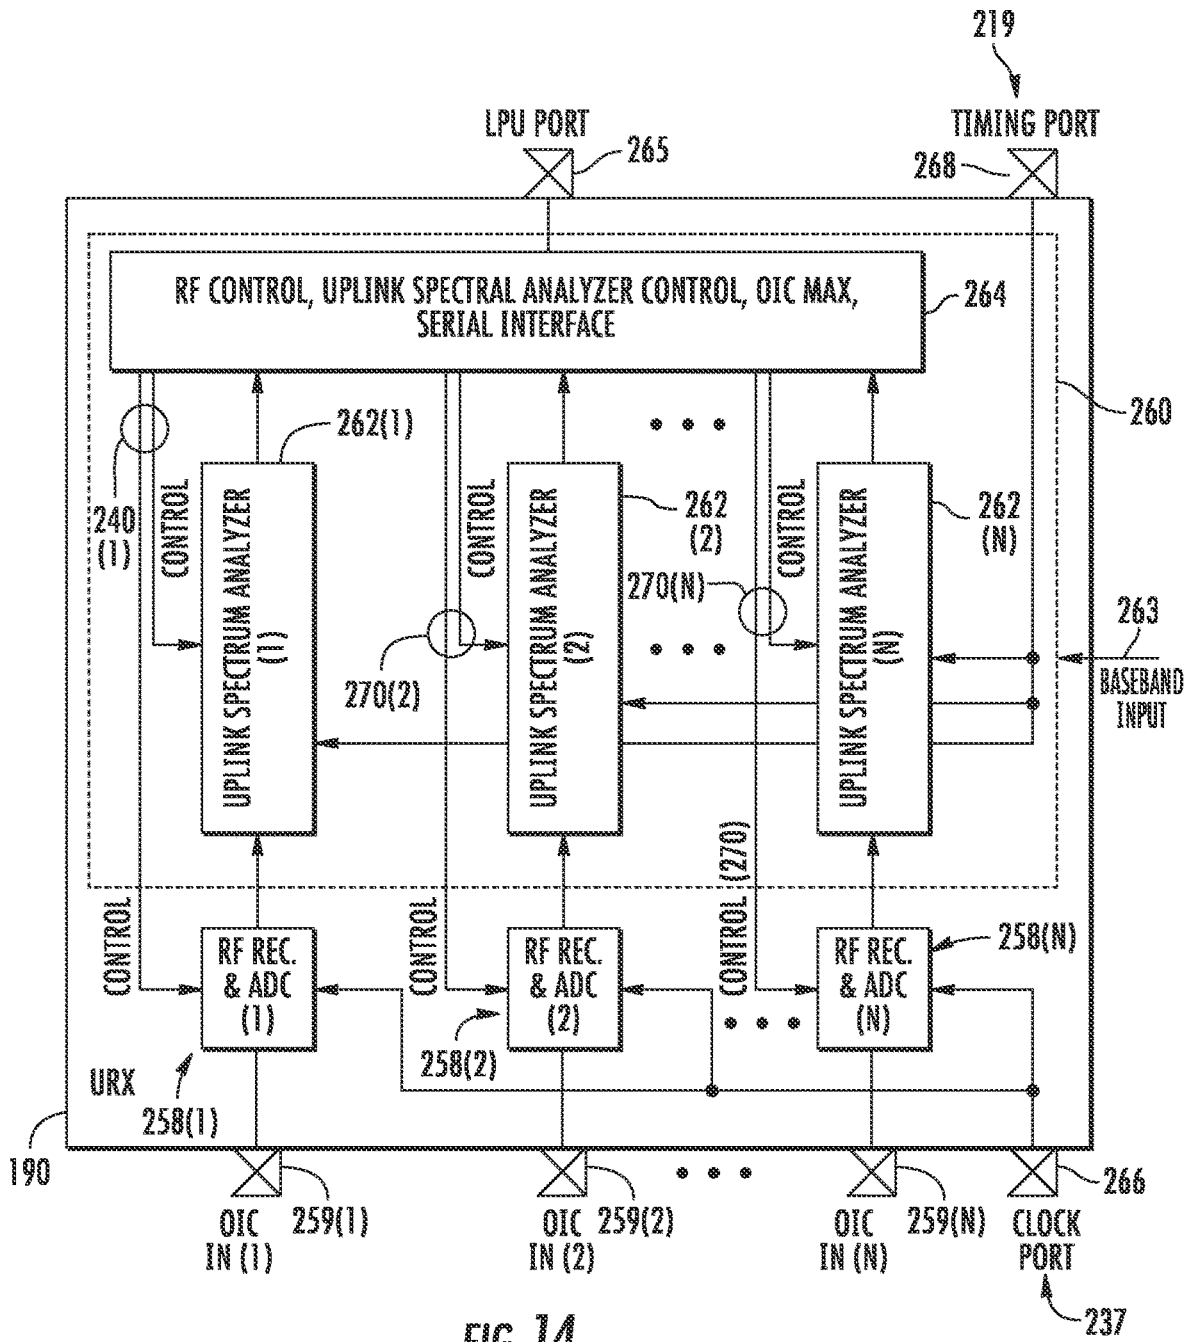 219
LPU PORT
TIMING PORT
265
268
RF CONTROL, UPLINK SPECTRAL ANALYZER CONTROL, OIC MAX,
SERIAL INTERFACE
264
260
262(1)
240
(1)
CONTROL
UPLINK SPECTRUM ANALYZER
(1)
CONTROL
270(2)
UPLINK SPECTRUM ANALYZER
(2)
262
(2)
270(N)
CONTROL
UPLINK SPECTRUM ANALYZER
(N)
262
(N)
263
BASEBAND
INPUT
CONTROL
RF REC.
& ADC
(1)
CONTROL
RF REC.
& ADC
(2)
CONTROL (270)
RF REC.
& ADC
(N)
258(N)
258(2)
URX
258(1)
190
259(1)
259(2)
259(N)
266
OIC
IN (1)
OIC
IN (2)
OIC
IN (N)
CLOCK
PORT
237
FIG. 14